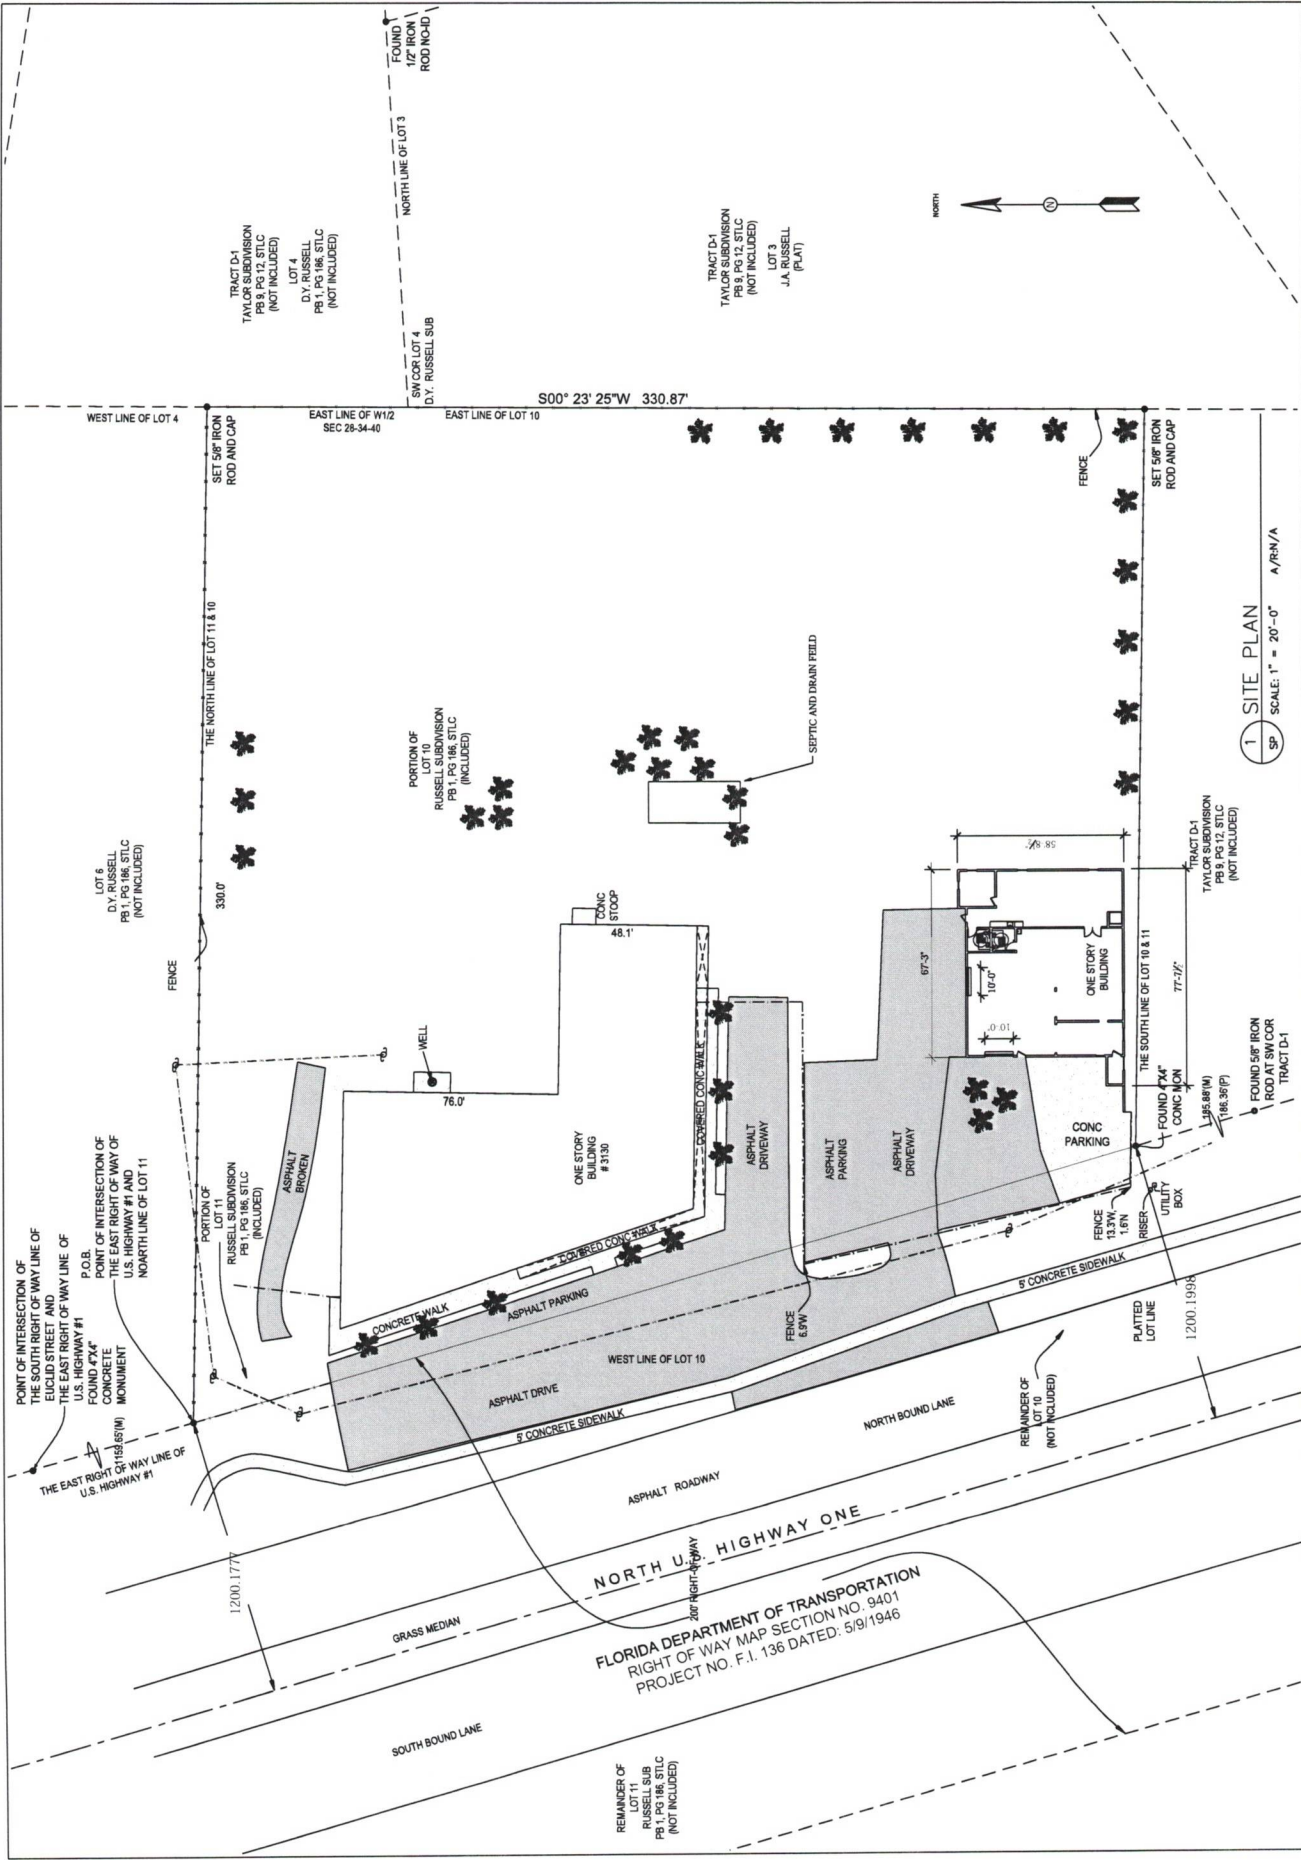 POINT OF INTERSECTION OF
THE SOUTH RIGHT OF WAY LINE OF
EUCLID STREET AND
THE EAST RIGHT OF WAY LINE OF
U.S. HIGHWAY #1
FOUND 4"X4"
CONCRETE
MONUMENT
P.O.B.
POINT OF INTERSECTION OF
THE EAST RIGHT OF WAY OF
U.S. HIGHWAY #1 AND
NOARTH LINE OF LOT 11
1159.65'(M)
THE EAST RIGHT OF WAY LINE OF
U.S. HIGHWAY #1
LOT 6
D.Y. RUSSELL
PB 1, PG 186, STLC
(NOT INCLUDED)
FENCE
330.0'
THE NORTH LINE OF LOT 11 & 10
WEST LINE OF LOT 4
SET 5/8" IRON
ROD AND CAP
EAST LINE OF W1/2
SEC 28-34-40
EAST LINE OF LOT 10
S00° 23' 25"W 330.87'
TRACT D-1
TAYLOR SUBDIVISION
PB 9, PG 12, STLC
(NOT INCLUDED)
LOT 4
D.Y. RUSSELL
PB 1, PG 186, STLC
(NOT INCLUDED)
SW COR LOT 4
D.Y. RUSSELL SUB
NORTH LINE OF LOT 3
FOUND
1/2" IRON
ROD NO-ID
TRACT D-1
TAYLOR SUBDIVISION
PB 9, PG 12, STLC
(NOT INCLUDED)
LOT 3
J.A. RUSSELL
(PLAT)
NORTH
N
PORTION OF
LOT 11
RUSSELL SUBDIVISION
PB 1, PG 186, STLC
(INCLUDED)
ASPHALT
BROKEN
PORTION OF
LOT 10
RUSSELL SUBDIVISION
PB 1, PG 186, STLC
(INCLUDED)
WELL
76.0'
CONC
STOOP
48.1'
ONE STORY
BUILDING
# 3130
SEPTIC AND DRAIN FEILD
COVERED CONC WALK
COVERED CONC WALK
CONCRETE WALK
ASPHALT PARKING
ASPHALT DRIVE
WEST LINE OF LOT 10
5' CONCRETE SIDEWALK
ASPHALT
DRIVEWAY
ASPHALT
PARKING
ASPHALT
DRIVEWAY
FENCE
6.9'W
67'-3"
58'-8½"
10'-0"
10'-0"
ONE STORY
BUILDING
77'-7½"
CONC
PARKING
THE SOUTH LINE OF LOT 10 & 11
FENCE
SET 5/8" IRON
ROD AND CAP
TRACT D-1
TAYLOR SUBDIVISION
PB 9, PG 12, STLC
(NOT INCLUDED)
FOUND 4"X4"
CONC MON
185.88'(M)
186.36'(P)
FOUND 5/8" IRON
ROD AT SW COR
TRACT D-1
FENCE
13.3'W,
1.6'N
RISER
UTILITY
BOX
5' CONCRETE SIDEWALK
PLATTED
LOT LINE
1200.1998
REMAINDER OF
LOT 10
(NOT INCLUDED)
NORTH BOUND LANE
ASPHALT ROADWAY
1200.1777
NORTH U.S. HIGHWAY ONE
200' RIGHT-OF-WAY
GRASS MEDIAN
FLORIDA DEPARTMENT OF TRANSPORTATION
RIGHT OF WAY MAP SECTION NO. 9401
PROJECT NO. F.I. 136 DATED: 5/9/1946
SOUTH BOUND LANE
REMAINDER OF
LOT 11
RUSSELL SUB
PB 1, PG 186, STLC
(NOT INCLUDED)
1
SP
SITE PLAN
SCALE: 1" = 20'-0" A/R:N/A